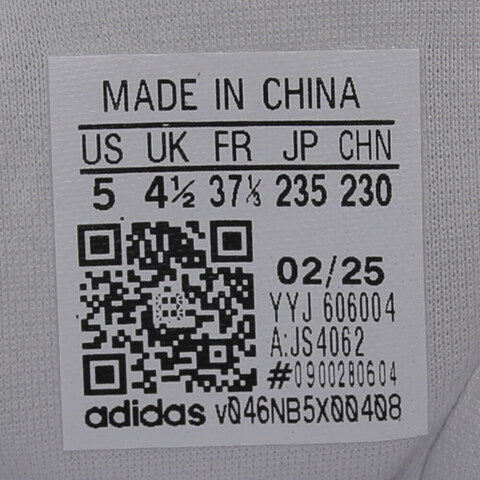 MADE IN CHINA
US UK FR JP CHN
5 4½ 37⅓ 235 230
02/25
YYJ 606004
A:JS4062
#0900280604
adidas v046NB5X00408